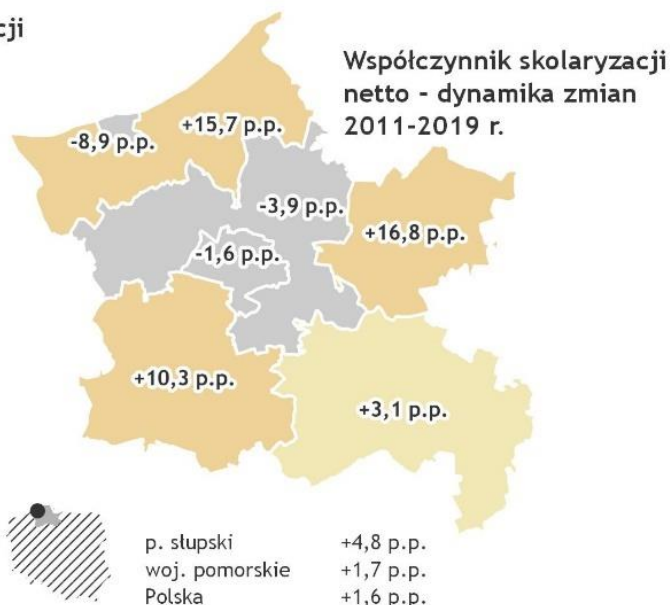 cji
Współczynnik skolaryzacji
netto - dynamika zmian
2011-2019 r.
+15,7 p.p.
-8,9 p.p.
-3,9 p.p.
+16,8 p.p.
-1,6 p.p.
+10,3 p.p.
+3,1 p.p.
p. słupski +4,8 p.p.
woj. pomorskie +1,7 p.p.
Polska +1,6 p.p.